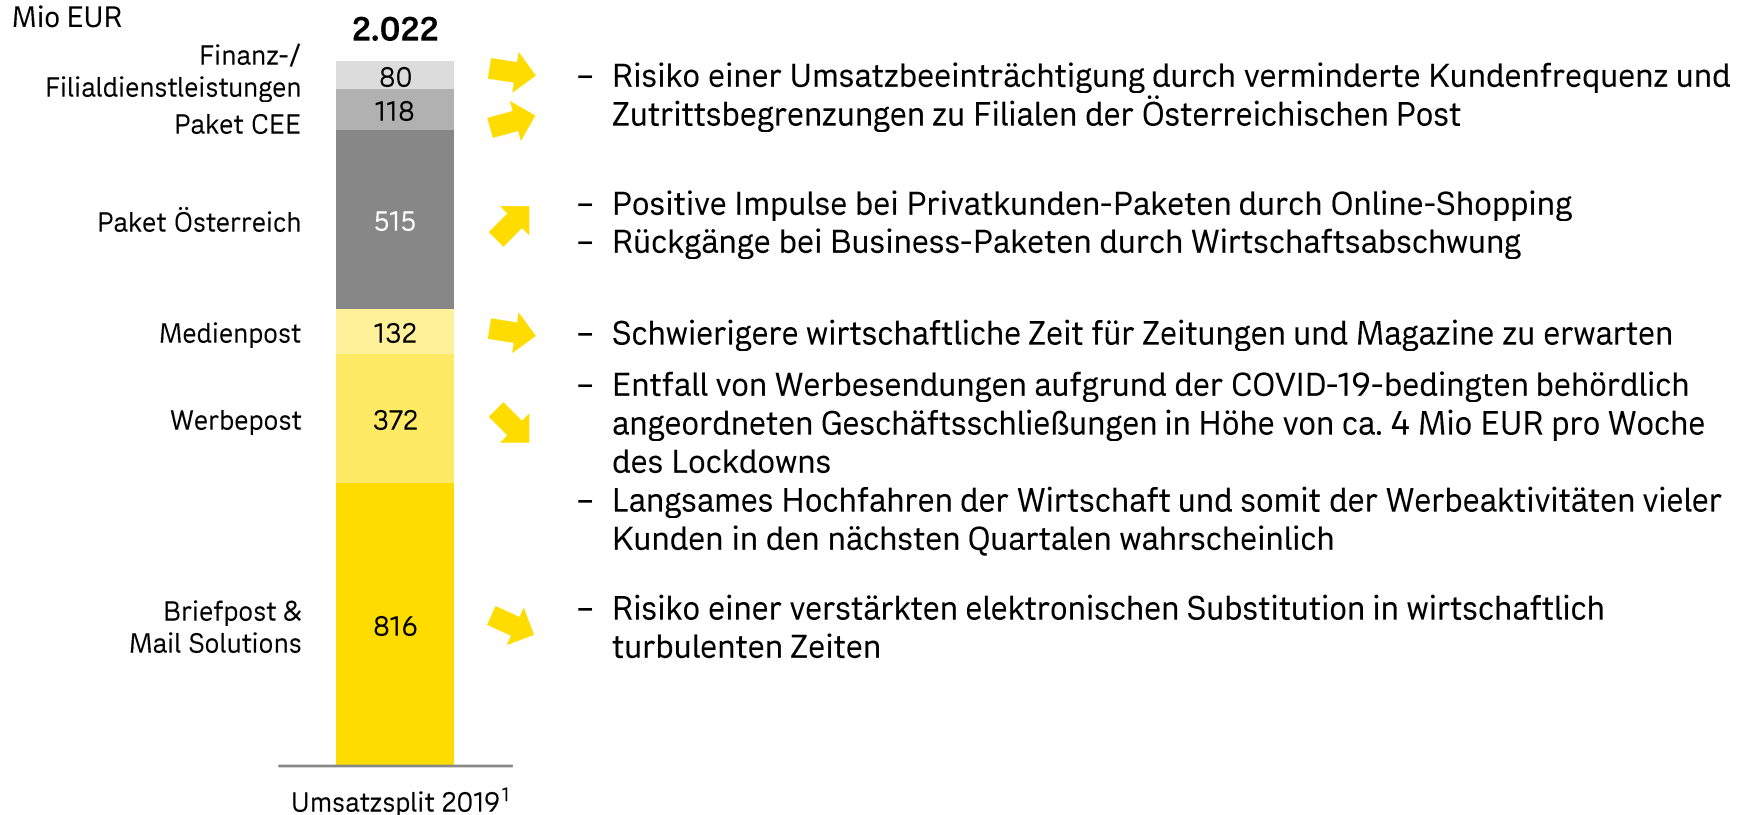 Mio EUR
2.022
Finanz-/
Filialdienstleistungen
80
– Risiko einer Umsatzbeeinträchtigung durch verminderte Kundenfrequenz und
Zutrittsbegrenzungen zu Filialen der Österreichischen Post
118
Paket CEE
Paket Österreich
515
– Positive Impulse bei Privatkunden-Paketen durch Online-Shopping
– Rückgänge bei Business-Paketen durch Wirtschaftsabschwung
Medienpost
132
– Schwierigere wirtschaftliche Zeit für Zeitungen und Magazine zu erwarten
Werbepost
372
– Entfall von Werbesendungen aufgrund der COVID-19-bedingten behördlich
angeordneten Geschäftsschließungen in Höhe von ca. 4 Mio EUR pro Woche
des Lockdowns
– Langsames Hochfahren der Wirtschaft und somit der Werbeaktivitäten vieler
Kunden in den nächsten Quartalen wahrscheinlich
Briefpost &
Mail Solutions
816
– Risiko einer verstärkten elektronischen Substitution in wirtschaftlich
turbulenten Zeiten
Umsatzsplit 2019¹